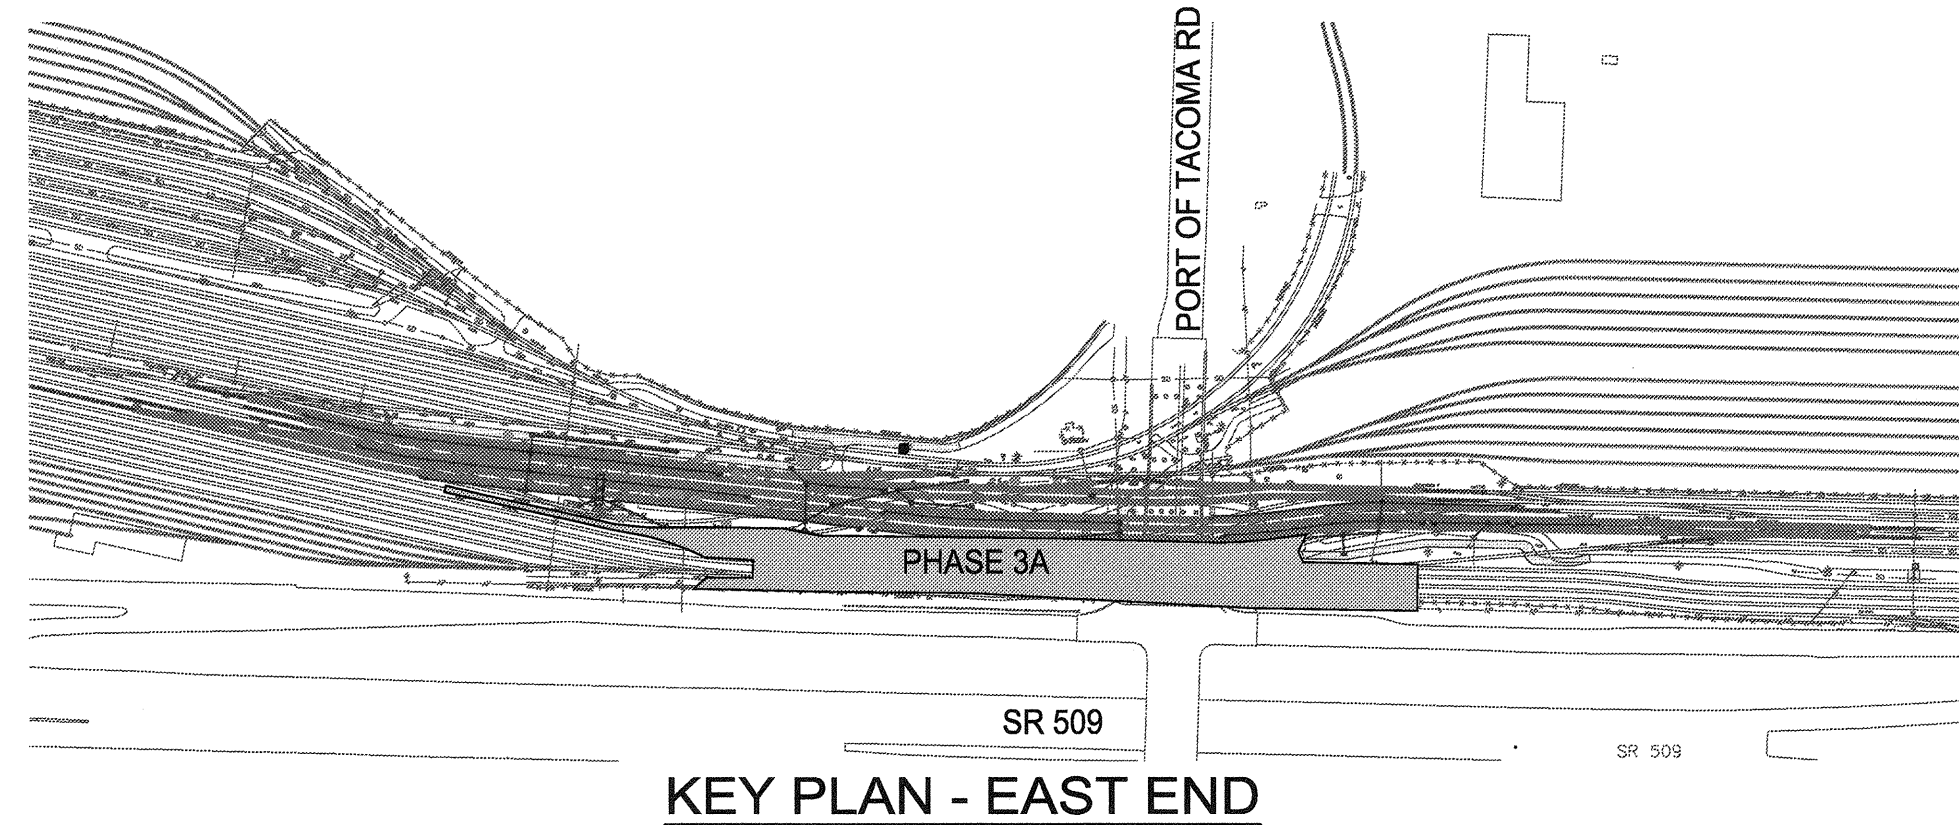 PORT OF TACOMA RD
PHASE 3A
SR 509
SR 509
KEY PLAN - EAST END